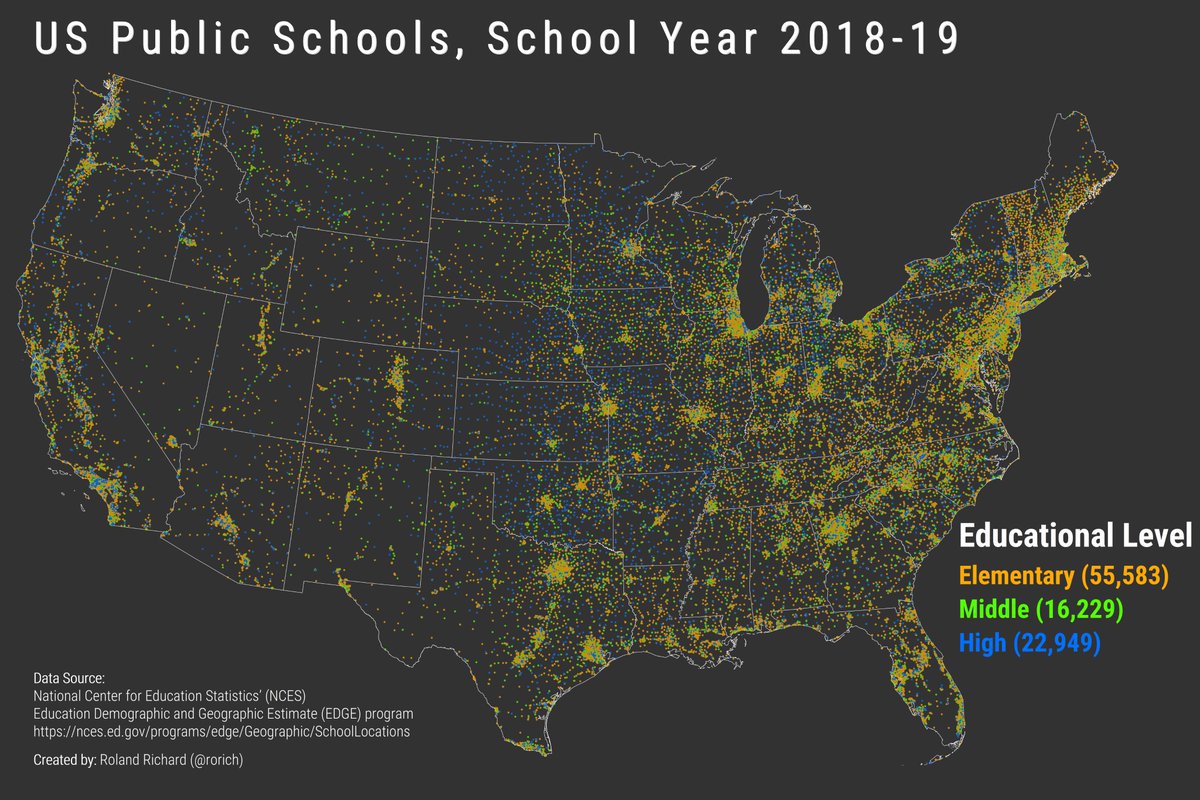 US Public Schools, School Year 2018-19
Educational Level
Elementary (55,583)
Middle (16,229)
High (22,949)
Data Source:
National Center for Education Statistics' (NCES)
Education Demographic and Geographic Estimate (EDGE) program
https://nces.ed.gov/programs/edge/Geographic/SchoolLocations
Created by: Roland Richard (@rorich)